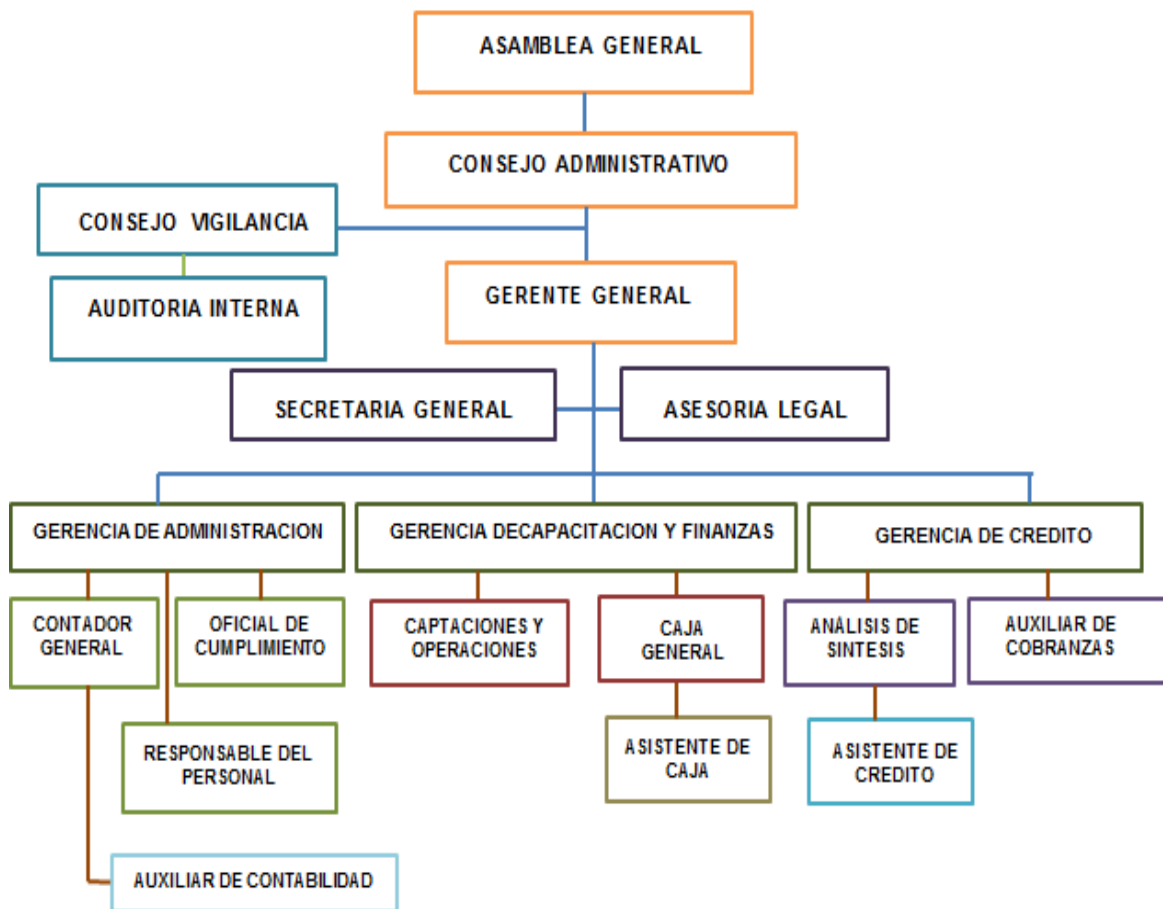 ASAMBLEA GENERAL
CONSEJO ADMINISTRATIVO
CONSEJO VIGILANCIA
AUDITORIA INTERNA
GERENTE GENERAL
SECRETARIA GENERAL
ASESORIA LEGAL
GERENCIA DE ADMINISTRACION
GERENCIA DECAPACITACION Y FINANZAS
GERENCIA DE CREDITO
CONTADOR
GENERAL
OFICIAL DE
CUMPLIMIENTO
CAPTACIONES Y
OPERACIONES
CAJA
GENERAL
ANÁLISIS DE
SINTESIS
AUXILIAR DE
COBRANZAS
RESPONSABLE DEL
PERSONAL
ASISTENTE DE
CAJA
ASISTENTE DE
CREDITO
AUXILIAR DE CONTABILIDAD